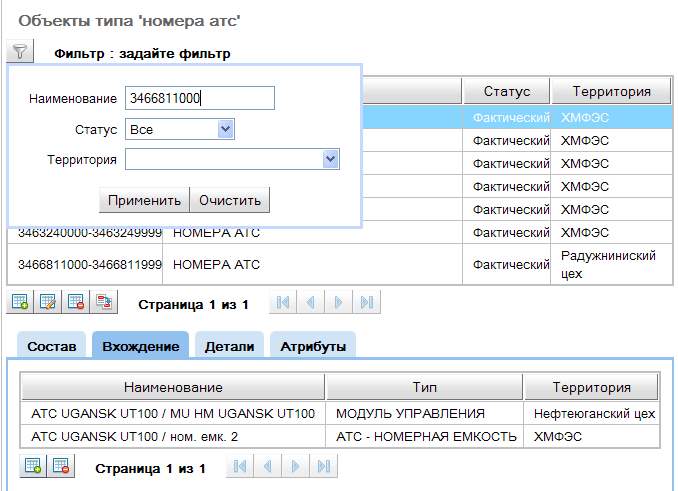 Объекты типа 'номера атс'
Фильтр : задайте фильтр
Статус Территория
Наименование 3466811000
Статус Все
Территория
Применить Очистить
Фактический ХМФЭС
Фактический ХМФЭС
Фактический ХМФЭС
Фактический ХМФЭС
Фактический ХМФЭС
3463240000-3463249999 НОМЕРА АТС Фактический ХМФЭС
3466811000-3466811999 НОМЕРА АТС Фактический Радужниниский
цех
Страница 1 из 1
Состав Вхождение Детали Атрибуты
Наименование Тип Территория
АТС UGANSK UT100 / MU HM UGANSK UT100 МОДУЛЬ УПРАВЛЕНИЯ Нефтеюганский цех
АТС UGANSK UT100 / ном. емк. 2 АТС - НОМЕРНАЯ ЕМКОСТЬ ХМФЭС
Страница 1 из 1